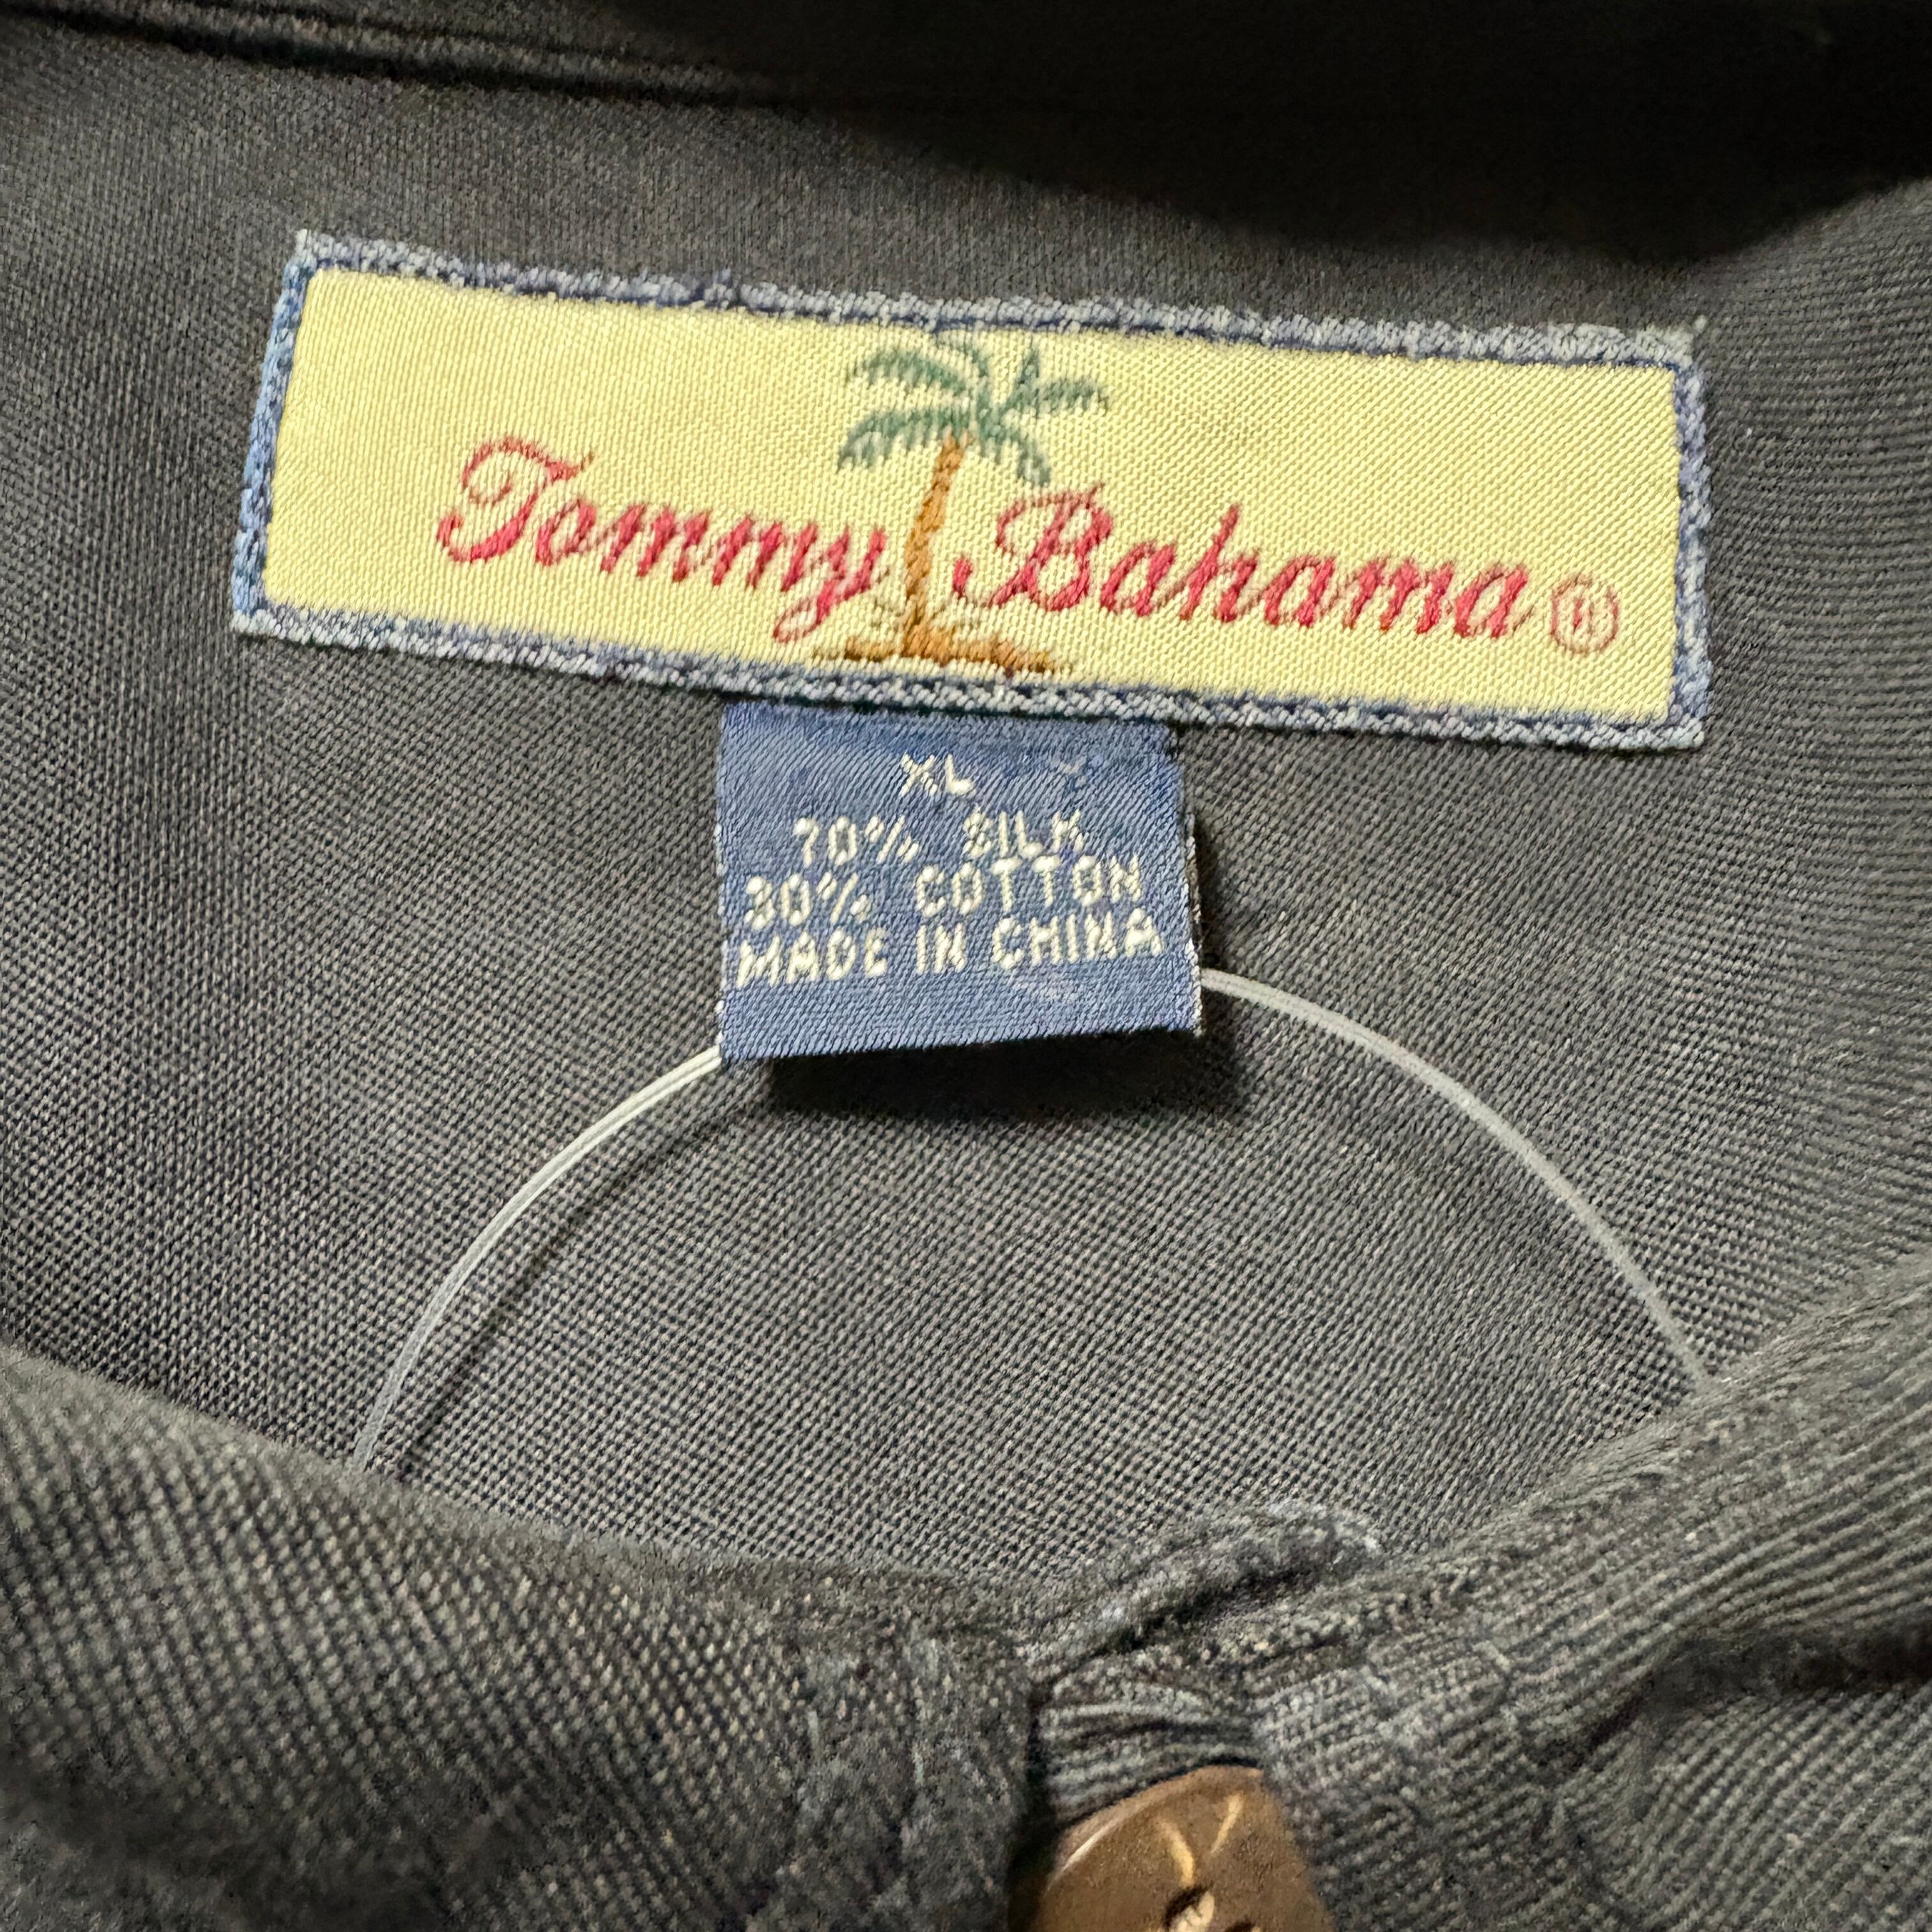 Tommy Bahama®
XL
70% SILK
30% COTTON
MADE IN CHINA